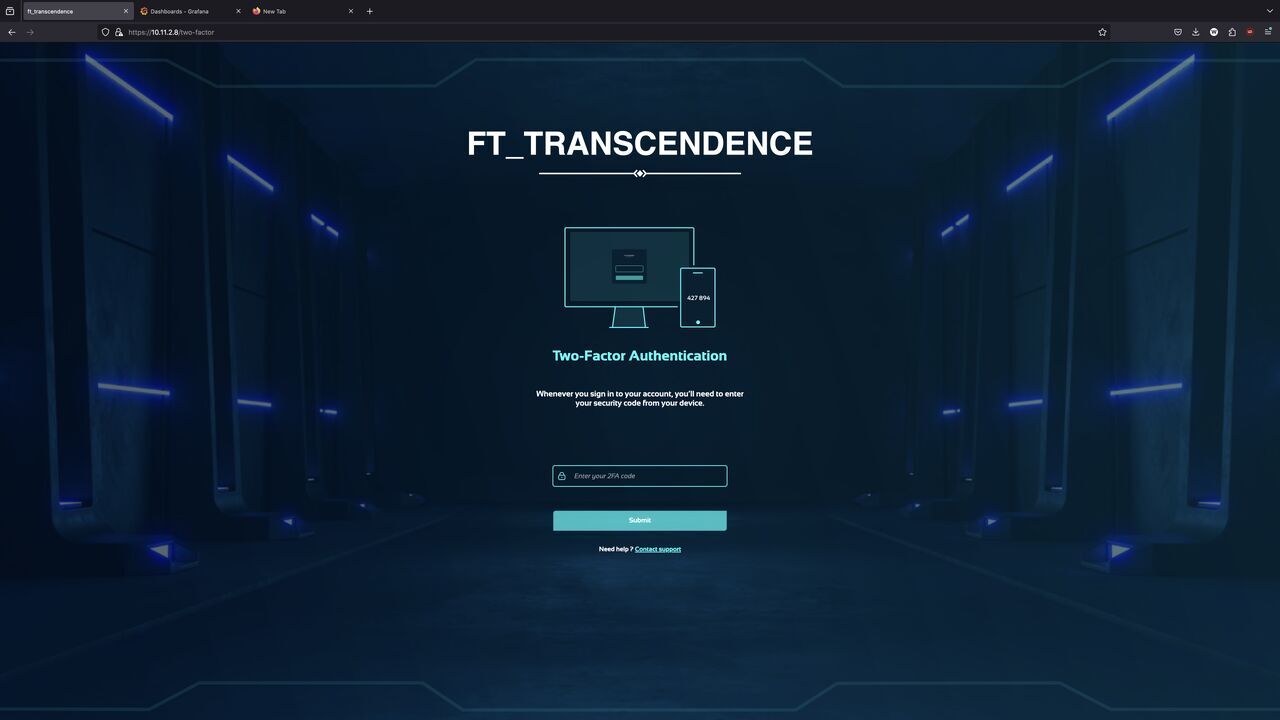 ft_transcendence
Dashboards - Grafana
New Tab
https://10.11.2.8/two-factor
FT_TRANSCENDENCE
427 894
Two-Factor Authentication
Whenever you sign in to your account, you'll need to enter
your security code from your device.
Enter your 2FA code
Submit
Need help ? Contact support